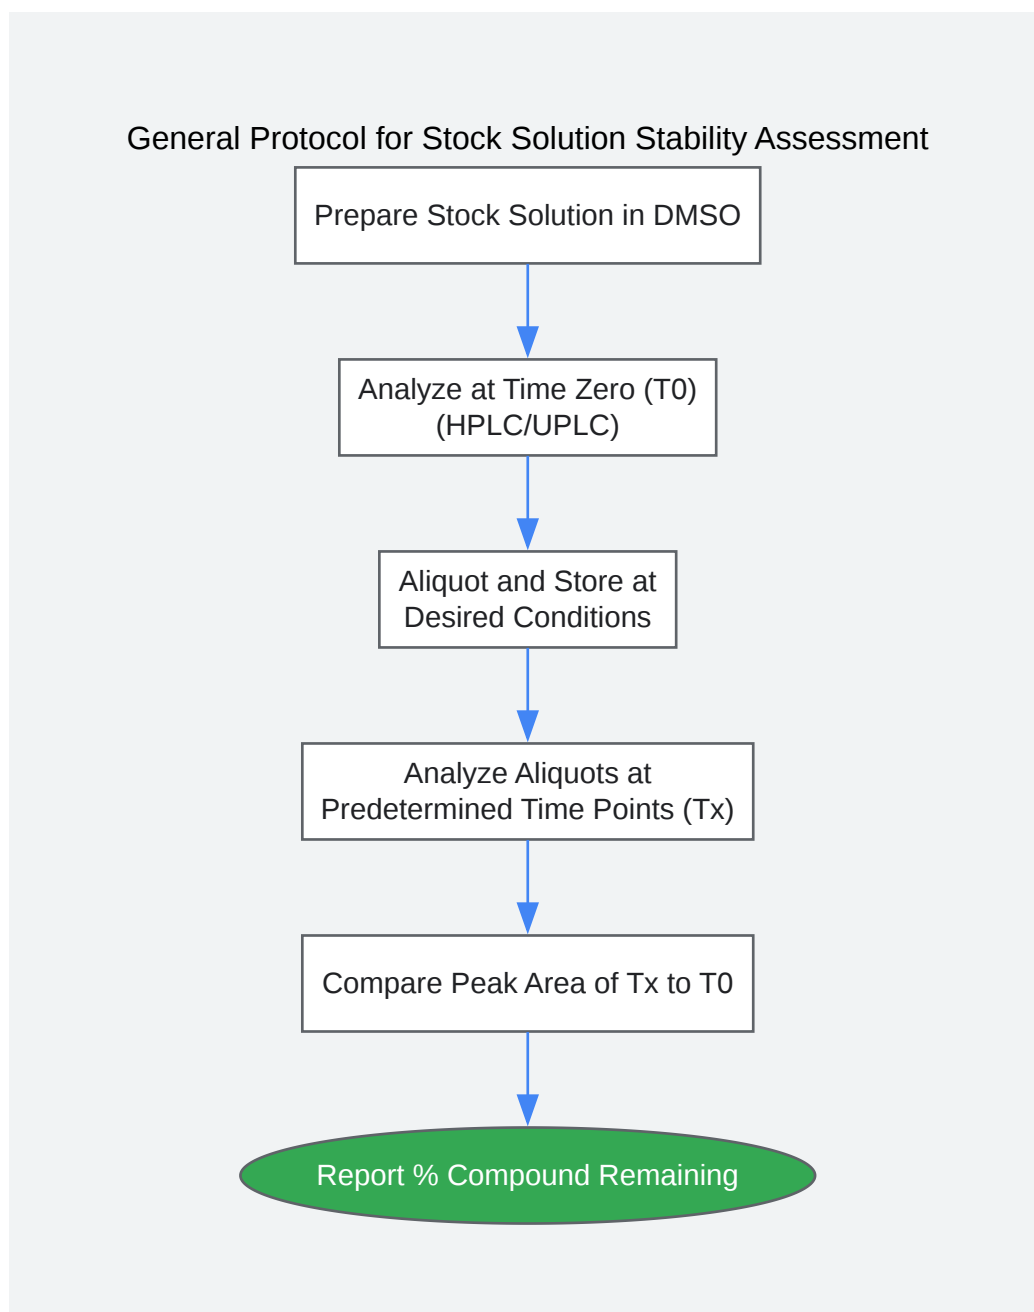 General Protocol for Stock Solution Stability Assessment
Prepare Stock Solution in DMSO
Analyze at Time Zero (T0)
(HPLC/UPLC)
Aliquot and Store at
Desired Conditions
Analyze Aliquots at
Predetermined Time Points (Tx)
Compare Peak Area of Tx to T0
Report % Compound Remaining